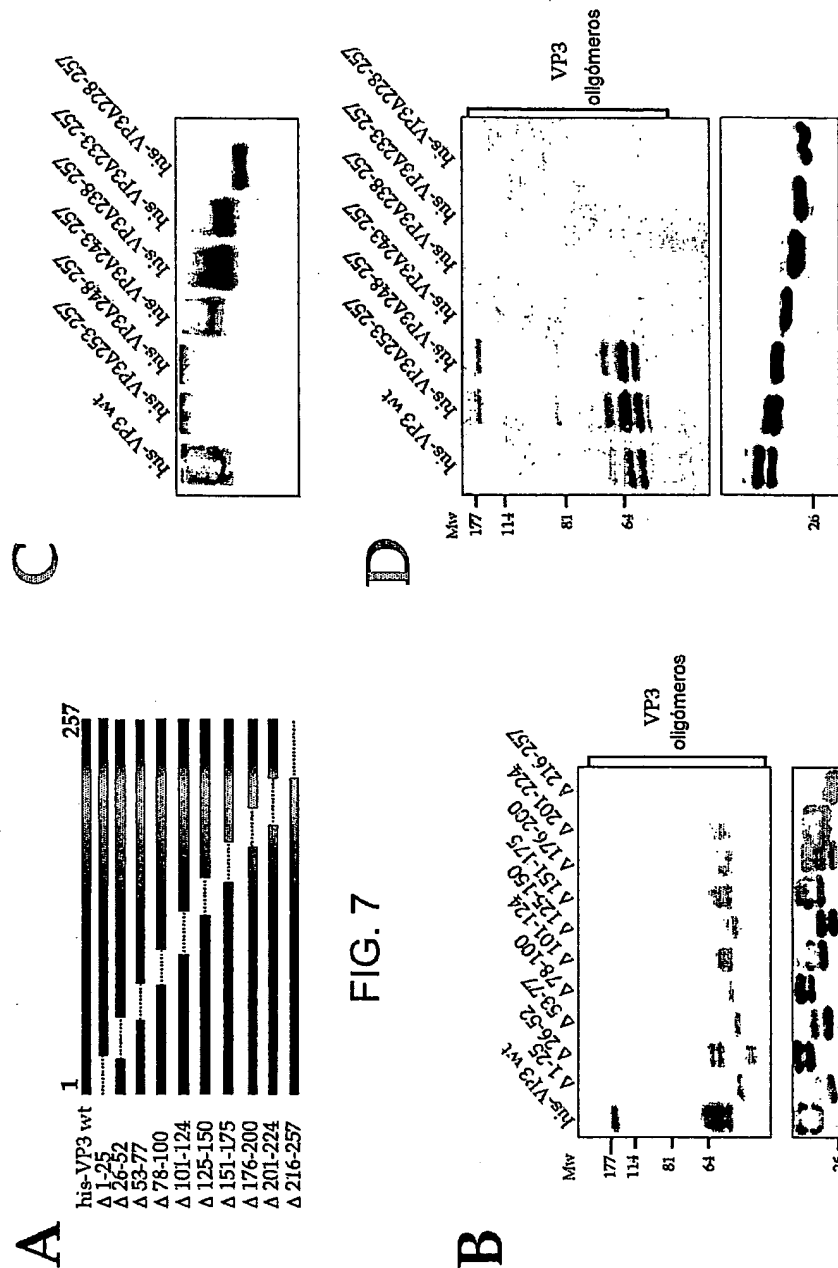 A
1 257
his-VP3 wt
Δ 1-25
Δ 26-52
Δ 53-77
Δ 78-100
Δ 101-124
Δ 125-150
Δ 151-175
Δ 176-200
Δ 201-224
Δ 216-257
FIG. 7
B
his-VP3 wt
Δ 1-25
Δ 26-52
Δ 53-77
Δ 78-100
Δ 101-124
Δ 125-150
Δ 151-175
Δ 176-200
Δ 201-224
Δ 216-257
Mw
177
114
81
64
26
VP3
oligómeros
C
his-VP3 wt
his-VP3Δ253-257
his-VP3Δ248-257
his-VP3Δ243-257
his-VP3Δ238-257
his-VP3Δ233-257
his-VP3Δ228-257
D
his-VP3 wt
his-VP3Δ253-257
his-VP3Δ248-257
his-VP3Δ243-257
his-VP3Δ238-257
his-VP3Δ233-257
his-VP3Δ228-257
Mw
177
114
81
64
26
VP3
oligómeros